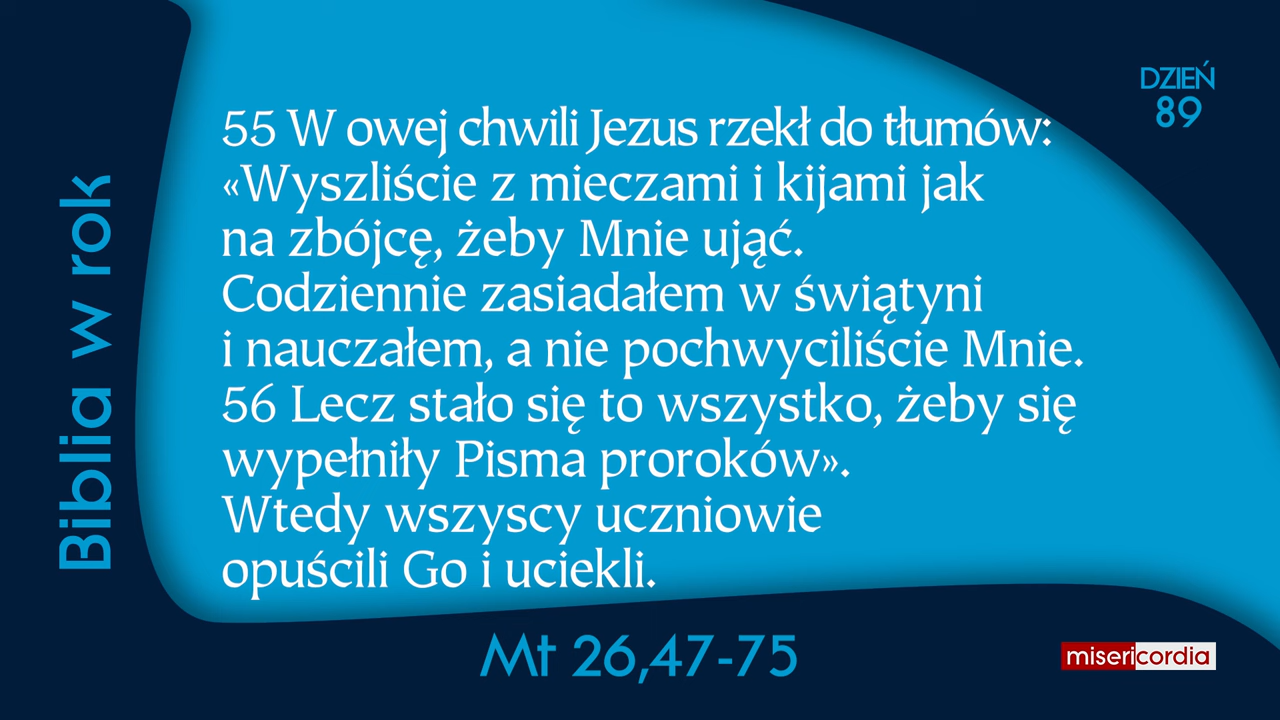 DZIEŃ
89
55 W owej chwili Jezus rzekł do tłumów:
«Wyszliście z mieczami i kijami jak
na zbójcę, żeby Mnie ująć.
Codziennie zasiadałem w świątyni
i nauczałem, a nie pochwyciliście Mnie.
56 Lecz stało się to wszystko, żeby się
wypełniły Pisma proroków».
Wtedy wszyscy uczniowie
opuścili Go i uciekli.
Biblia w rok
Mt 26,47-75
misericordia